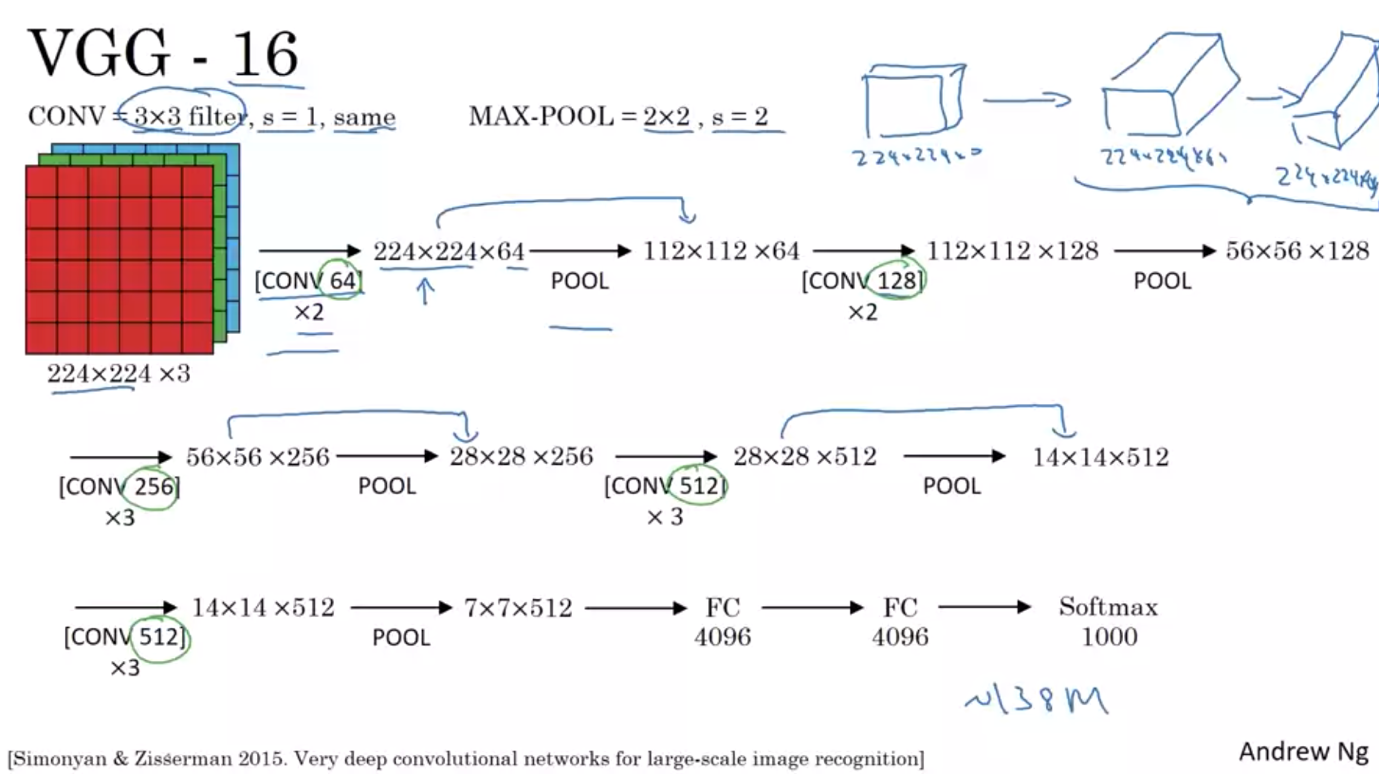 VGG - 16
CONV = 3×3 filter, s = 1, same
MAX-POOL = 2×2 , s = 2
224×224×3
224×224×64
224×224×64
224×224 ×3
[CONV 64]
×2
224×224×64
POOL
112×112 ×64
[CONV 128]
×2
112×112 ×128
POOL
56×56 ×128
[CONV 256]
×3
56×56 ×256
POOL
28×28 ×256
[CONV 512]
× 3
28×28 ×512
POOL
14×14×512
[CONV 512]
×3
14×14 ×512
POOL
7×7×512
FC
4096
FC
4096
Softmax
1000
~138M
[Simonyan & Zisserman 2015. Very deep convolutional networks for large-scale image recognition]
Andrew Ng